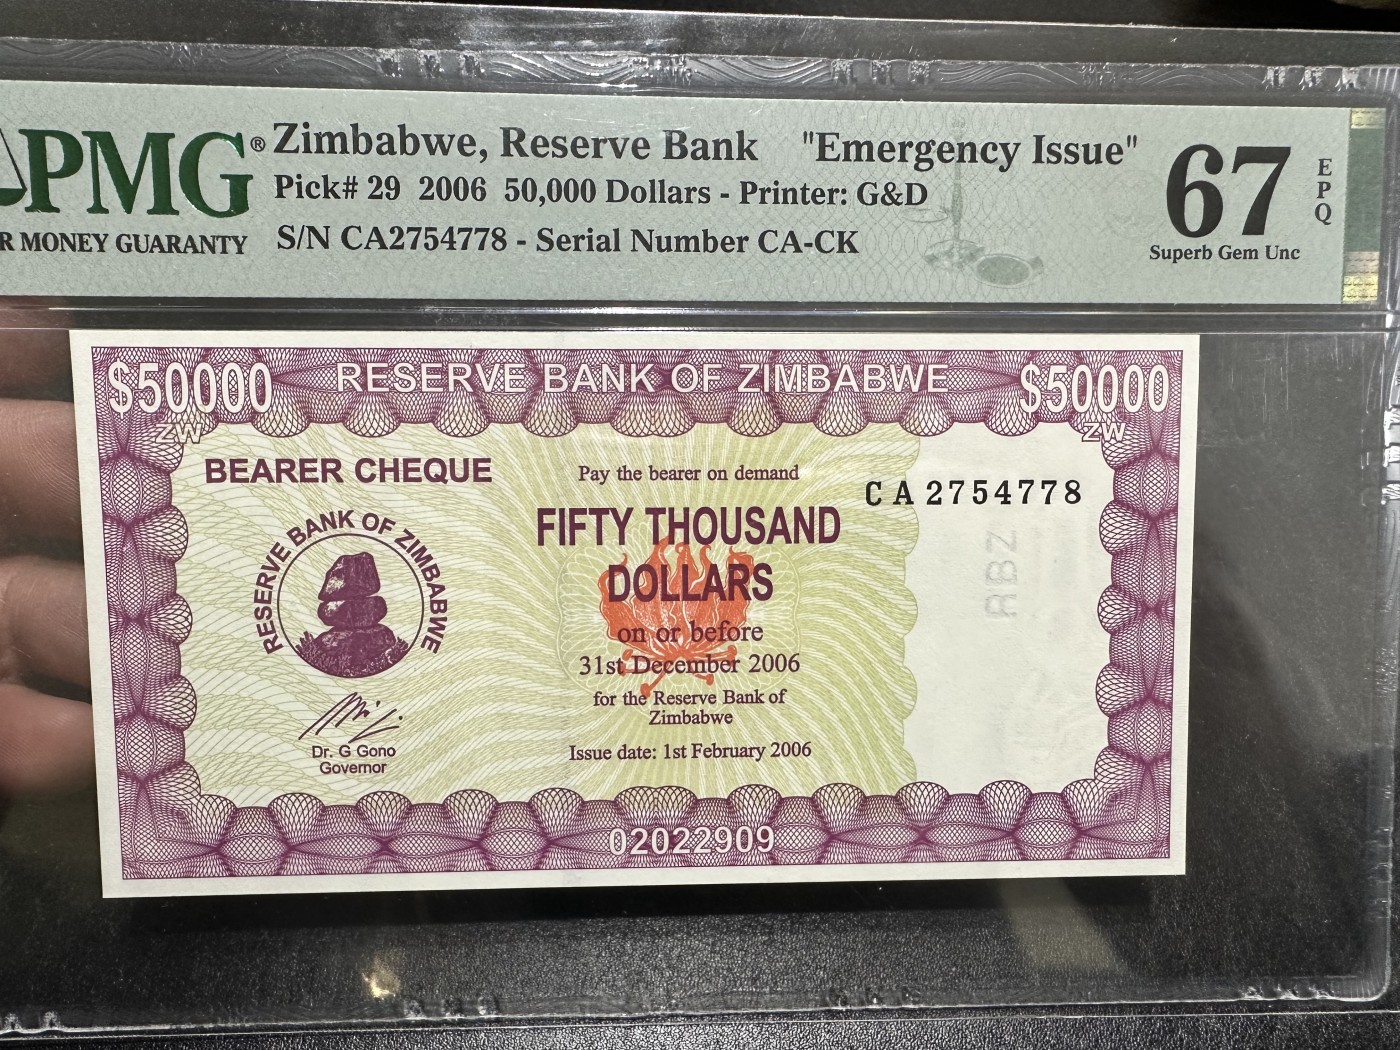 PMG® Zimbabwe, Reserve Bank "Emergency Issue"
Pick# 29 2006 50,000 Dollars - Printer: G&D
R MONEY GUARANTY S/N CA2754778 - Serial Number CA-CK
67 EPQ
Superb Gem Unc
$50000 ZW RESERVE BANK OF ZIMBABWE $50000 ZW
BEARER CHEQUE
Pay the bearer on demand
CA2754778
FIFTY THOUSAND
DOLLARS
RESERVE BANK OF ZIMBABWE
RBZ
on or before
31st December 2006
for the Reserve Bank of
Zimbabwe
Dr. G Gono
Governor
Issue date: 1st February 2006
02022909